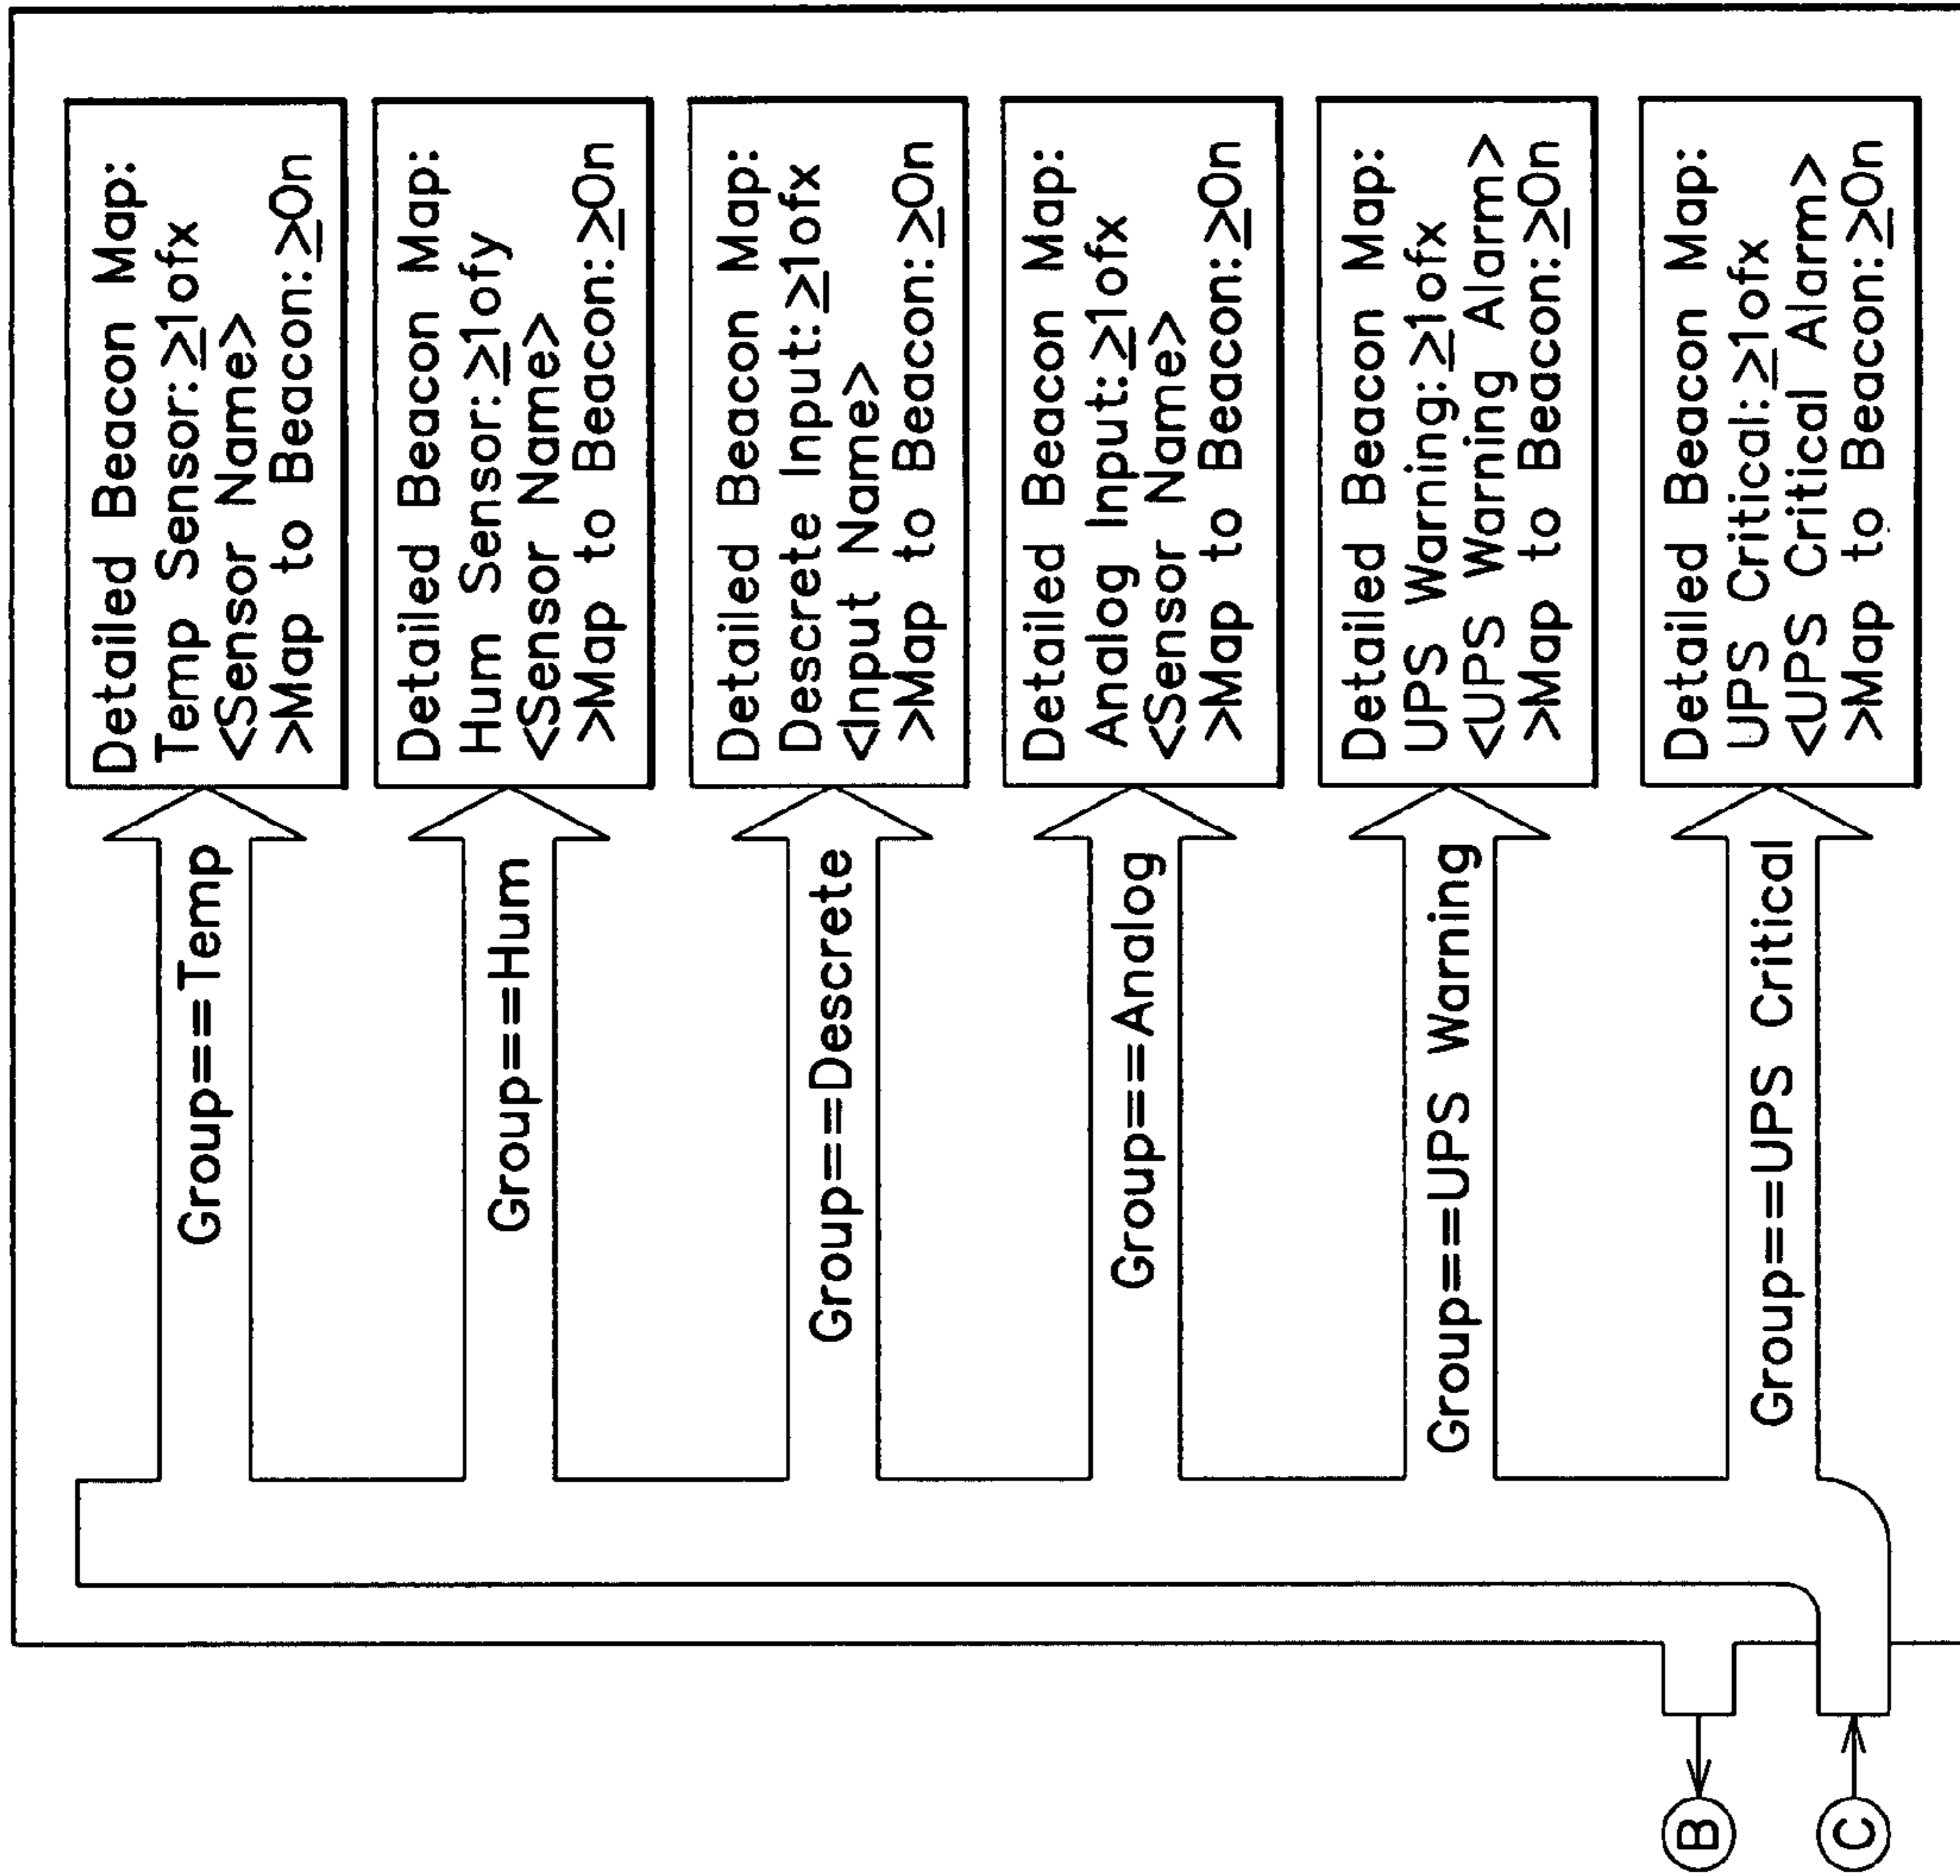 Group==Temp
Detailed Beacon Map:
Temp Sensor:≥1ofx
<Sensor Name>
>Map to Beacon:≥On
Group==Hum
Detailed Beacon Map:
Hum Sensor:≥1ofy
<Sensor Name>
>Map to Beacon:≥On
Group==Descrete
Detailed Beacon Map:
Descrete Input:≥1ofx
<Input Name>
>Map to Beacon:≥On
Group==Analog
Detailed Beacon Map:
Analog Input:≥1ofx
<Sensor Name>
>Map to Beacon:≥On
Group==UPS Warning
Detailed Beacon Map:
UPS Warning:≥1ofx
<UPS Warning Alarm>
>Map to Beacon:≥On
Group==UPS Critical
Detailed Beacon Map:
UPS Critical:≥1ofx
<UPS Critical Alarm>
>Map to Beacon:≥On
B
C